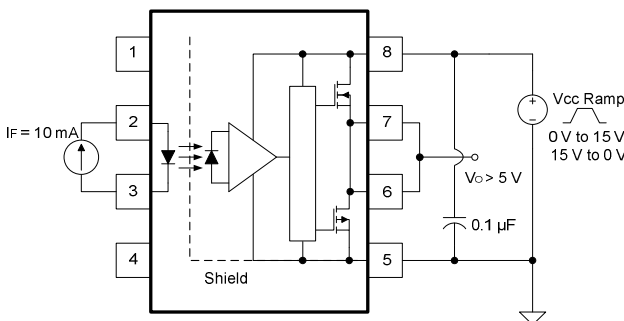 1
8
Vcc Ramp
0 V to 15 V
15 V to 0 V
IF = 10 mA
2
7
+
−
VO > 5 V
3
6
0.1 µF
4
5
Shield